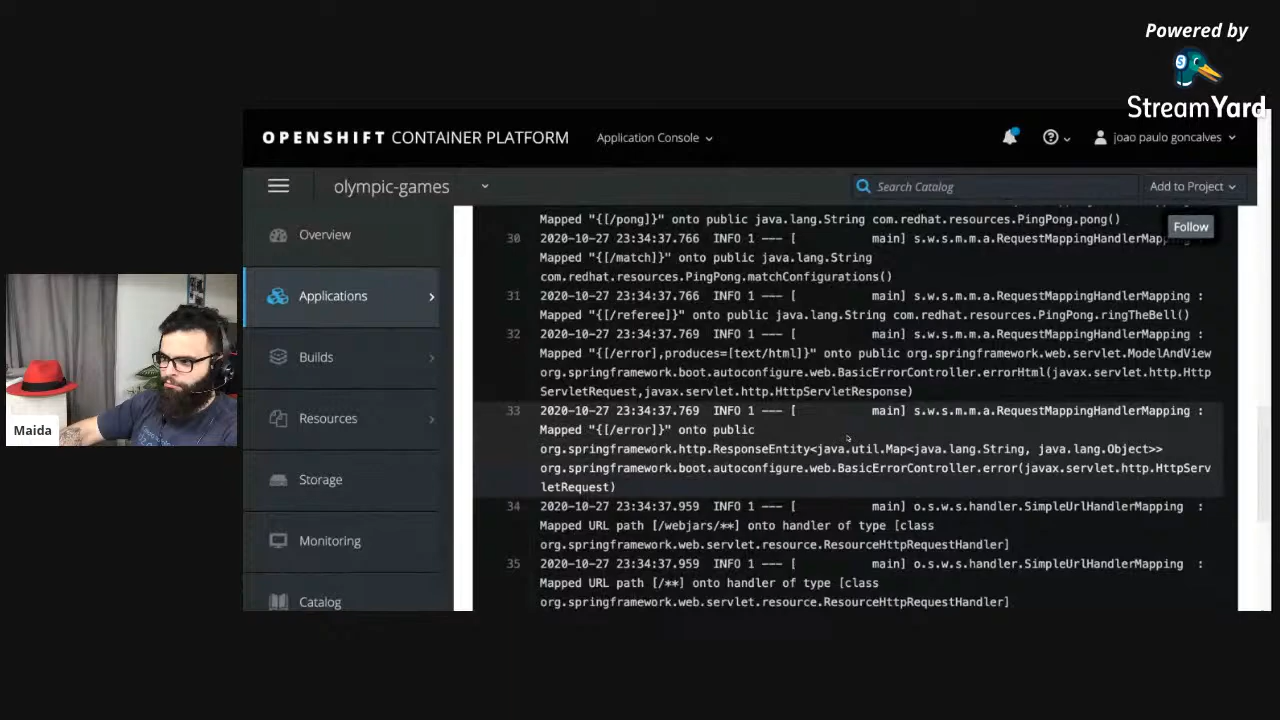 Powered by
StreamYard
OPENSHIFT CONTAINER PLATFORM
Application Console
joao paulo goncalves
olympic-games
Search Catalog
Add to Project
Overview
Applications
Builds
Resources
Storage
Monitoring
Catalog
Maida
Follow
Mapped "{[/pong]}" onto public java.lang.String com.redhat.resources.PingPong.pong()
30 2020-10-27 23:34:37.766 INFO 1 --- [ main] s.w.s.m.m.a.RequestMappingHandlerMapping :
Mapped "{[/match]}" onto public java.lang.String
com.redhat.resources.PingPong.matchConfigurations()
31 2020-10-27 23:34:37.766 INFO 1 --- [ main] s.w.s.m.m.a.RequestMappingHandlerMapping :
Mapped "{[/referee]}" onto public java.lang.String com.redhat.resources.PingPong.ringTheBell()
32 2020-10-27 23:34:37.769 INFO 1 --- [ main] s.w.s.m.m.a.RequestMappingHandlerMapping :
Mapped "{[/error],produces=[text/html]}" onto public org.springframework.web.servlet.ModelAndView
org.springframework.boot.autoconfigure.web.BasicErrorController.errorHtml(javax.servlet.http.Http
ServletRequest,javax.servlet.http.HttpServletResponse)
33 2020-10-27 23:34:37.769 INFO 1 --- [ main] s.w.s.m.m.a.RequestMappingHandlerMapping :
Mapped "{[/error]}" onto public
org.springframework.http.ResponseEntity<java.util.Map<java.lang.String, java.lang.Object>>
org.springframework.boot.autoconfigure.web.BasicErrorController.error(javax.servlet.http.HttpServ
letRequest)
34 2020-10-27 23:34:37.959 INFO 1 --- [ main] o.s.w.s.handler.SimpleUrlHandlerMapping :
Mapped URL path [/webjars/**] onto handler of type [class
org.springframework.web.servlet.resource.ResourceHttpRequestHandler]
35 2020-10-27 23:34:37.959 INFO 1 --- [ main] o.s.w.s.handler.SimpleUrlHandlerMapping :
Mapped URL path [/**] onto handler of type [class
org.springframework.web.servlet.resource.ResourceHttpRequestHandler]